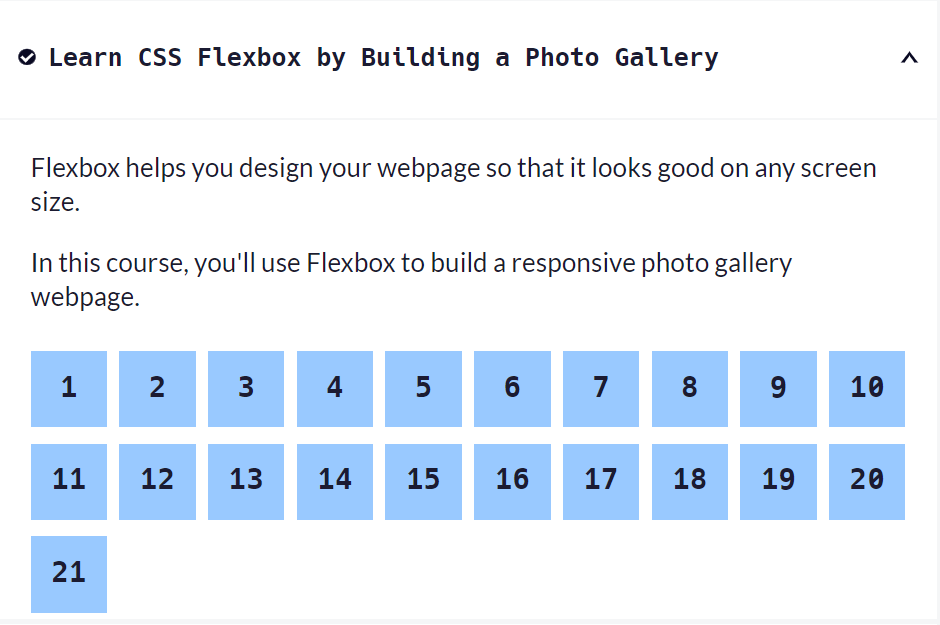 Learn CSS Flexbox by Building a Photo Gallery
Flexbox helps you design your webpage so that it looks good on any screen
size.
In this course, you'll use Flexbox to build a responsive photo gallery
webpage.
1 2 3 4 5 6 7 8 9 10
11 12 13 14 15 16 17 18 19 20
21